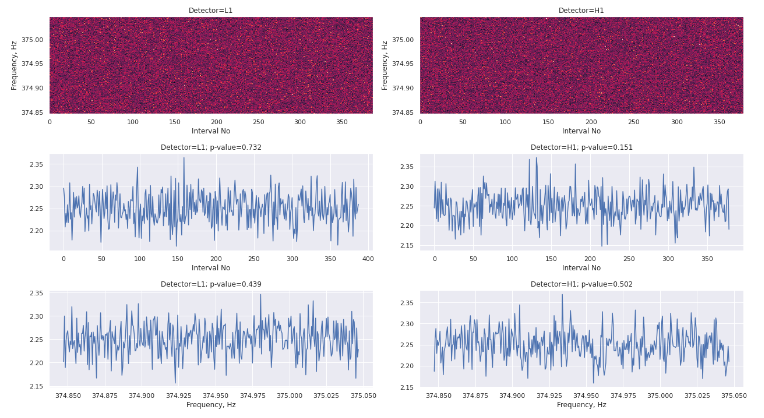 Detector=L1
Detector=H1
Frequency, Hz
375.00
374.95
374.90
374.85
0 50 100 150 200 250 300 350
Interval No
Frequency, Hz
375.00
374.95
374.90
374.85
0 50 100 150 200 250 300 350
Interval No
Detector=L1; p-value=0.732
2.35
2.30
2.25
2.20
0 50 100 150 200 250 300 350 400
Interval No
Detector=H1; p-value=0.151
2.35
2.30
2.25
2.20
2.15
0 50 100 150 200 250 300 350
Interval No
Detector=L1; p-value=0.439
2.35
2.30
2.25
2.20
2.15
374.850 374.875 374.900 374.925 374.950 374.975 375.000 375.025 375.050
Frequency, Hz
Detector=H1; p-value=0.502
2.35
2.30
2.25
2.20
2.15
374.850 374.875 374.900 374.925 374.950 374.975 375.000 375.025 375.050
Frequency, Hz